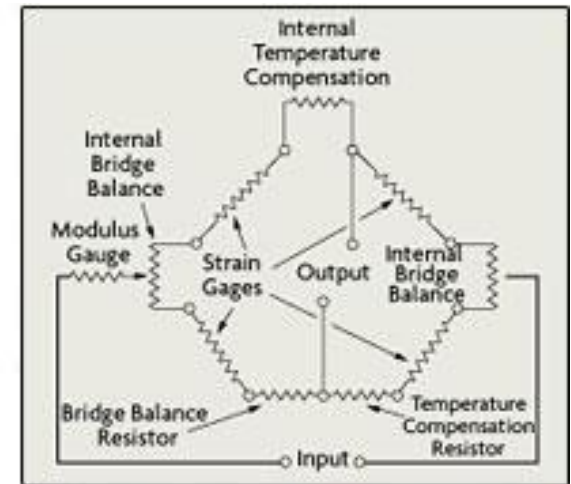 Internal
Temperature
Compensation
Internal
Bridge
Balance
Modulus
Gauge
Strain
Gages
Output
Internal
Bridge
Balance
Bridge Balance
Resistor
Temperature
Compensation
Resistor
Input